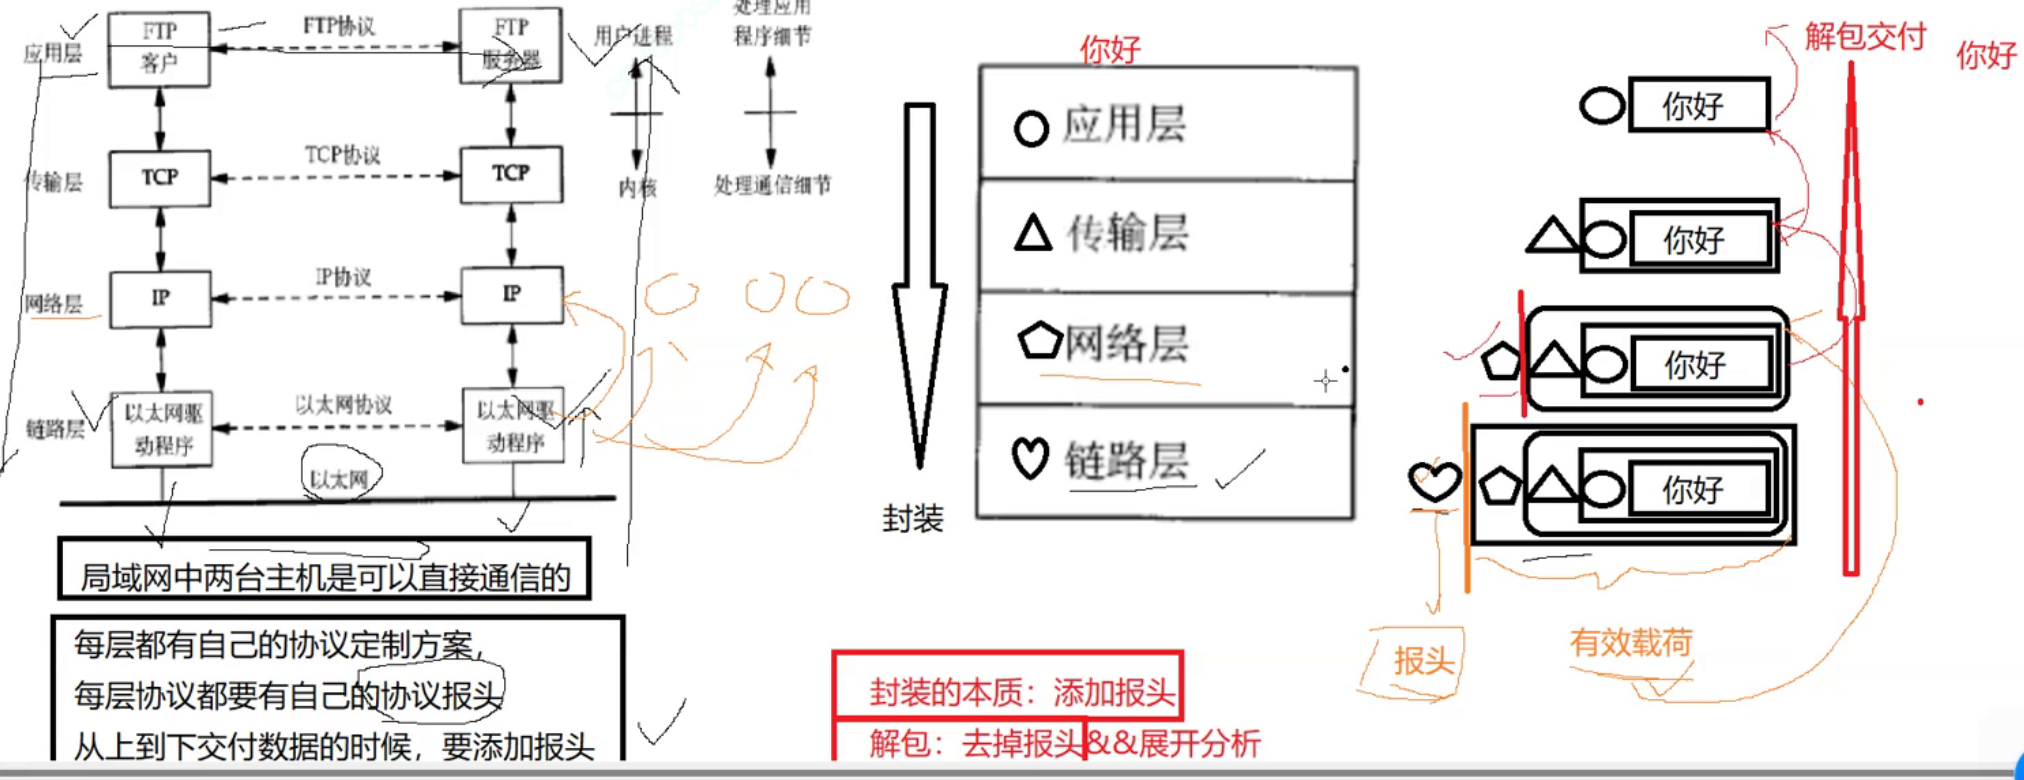 处理应用
程序细节
FTP
客户
FTP协议
FTP
服务器
用户进程
应用层
TCP
TCP协议
TCP
传输层
内核
处理通信细节
IP
IP协议
IP
网络层
以太网驱
动程序
以太网协议
以太网驱
动程序
链路层
以太网
局域网中两台主机是可以直接通信的
每层都有自己的协议定制方案,
每层协议都要有自己的协议报头
从上到下交付数据的时候，要添加报头
你好
应用层
传输层
网络层
链路层
封装
封装的本质：添加报头
解包：去掉报头&&展开分析
解包交付
你好
你好
你好
你好
你好
报头
有效载荷